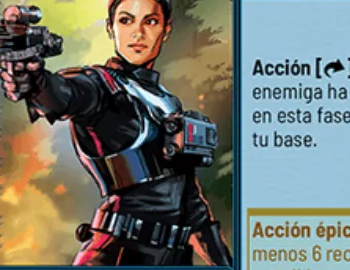 Acción [
enemiga ha
en esta fase
tu base.
Acción épic
menos 6 rec